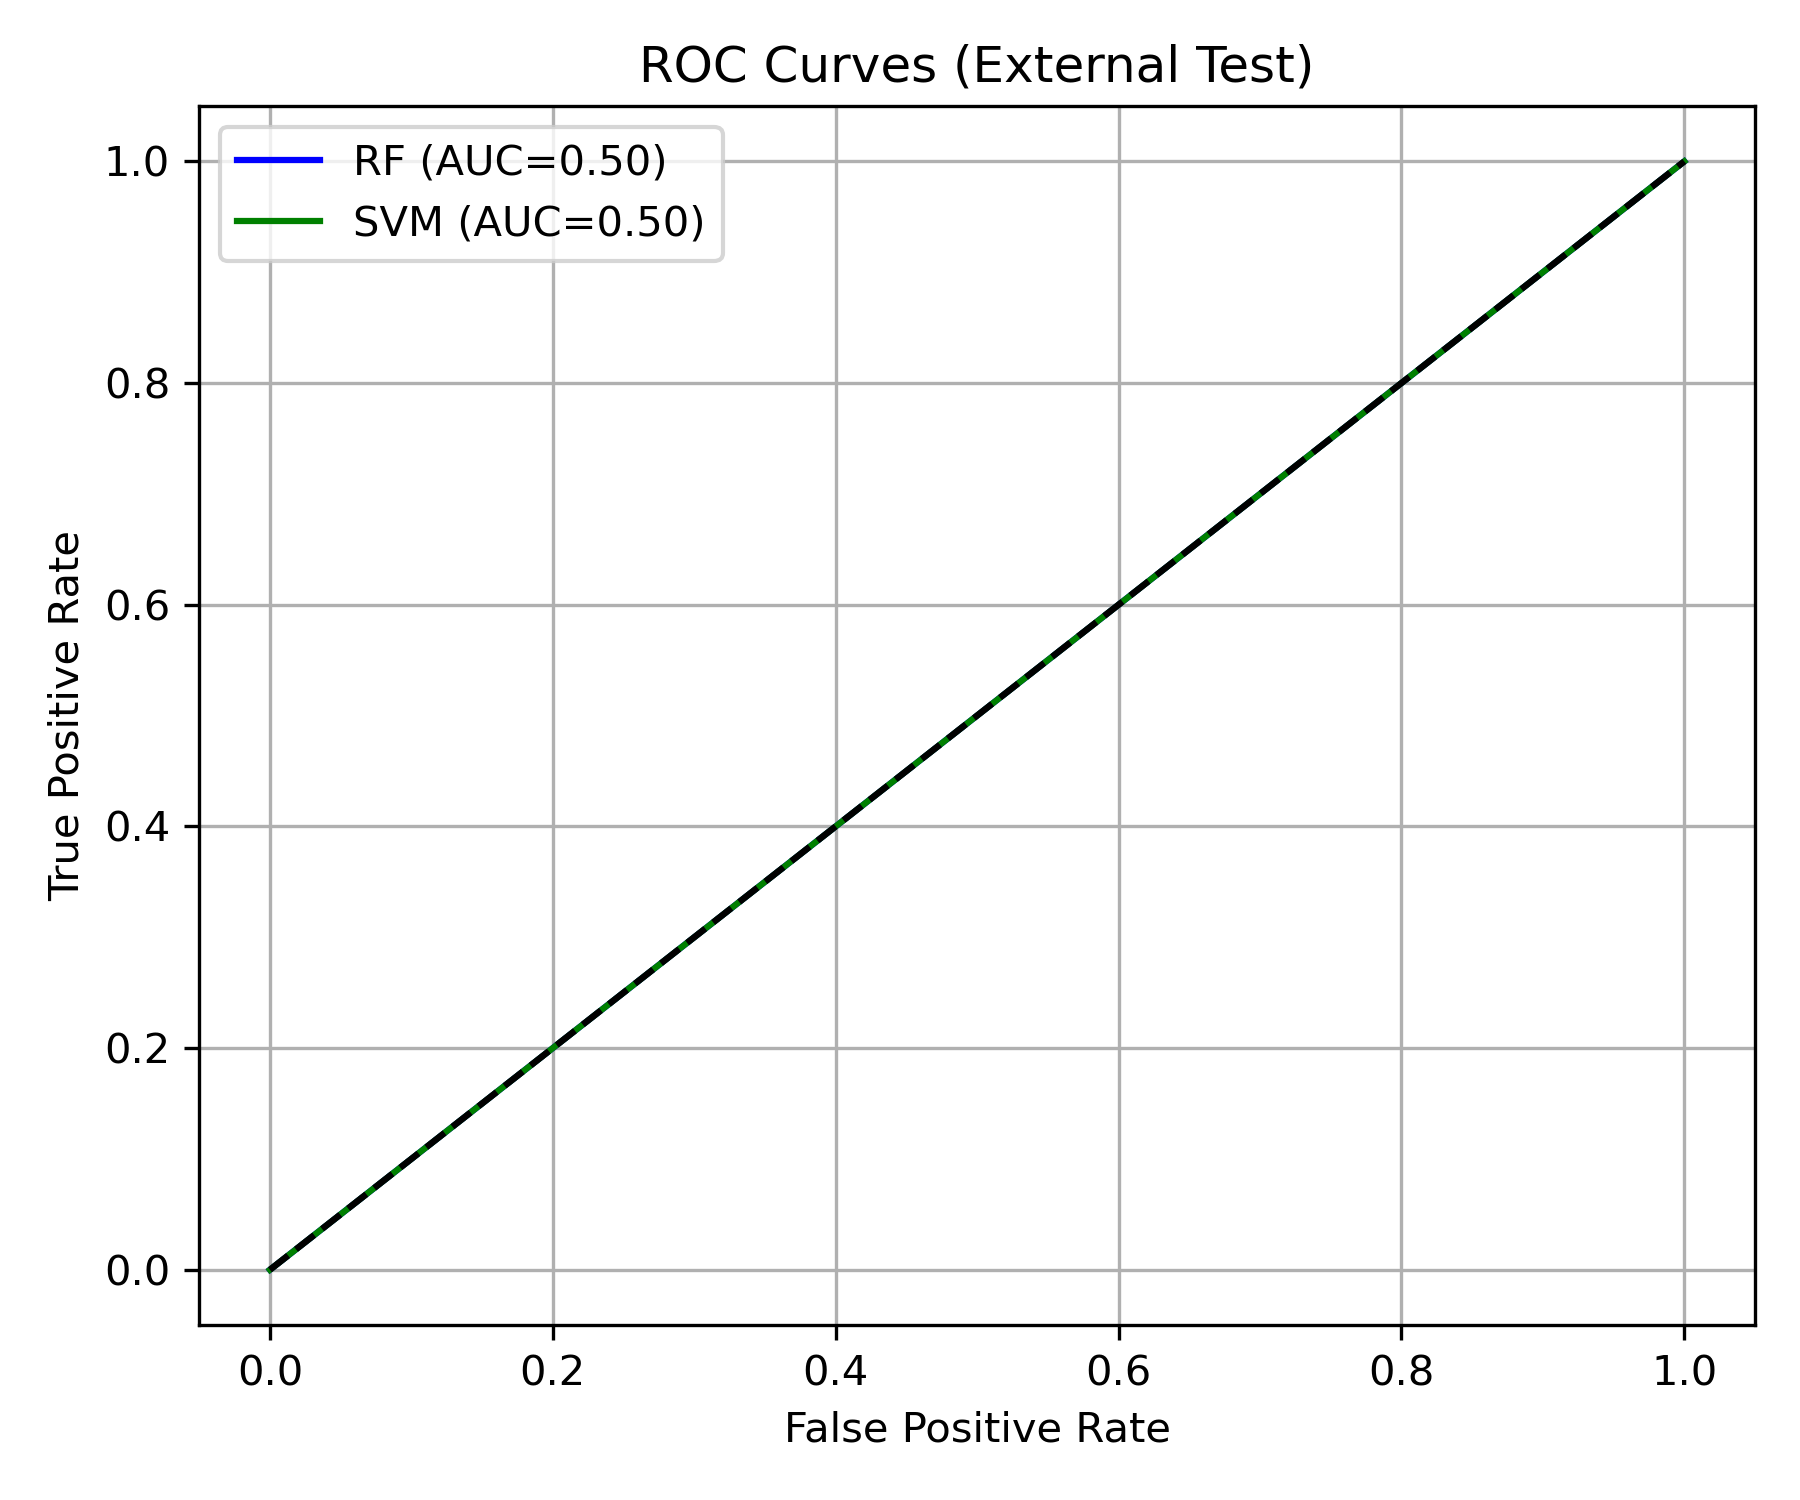 ROC Curves (External Test)
RF (AUC=0.50)
SVM (AUC=0.50)
True Positive Rate
1.0
0.8
0.6
0.4
0.2
0.0
0.0 0.2 0.4 0.6 0.8 1.0
False Positive Rate